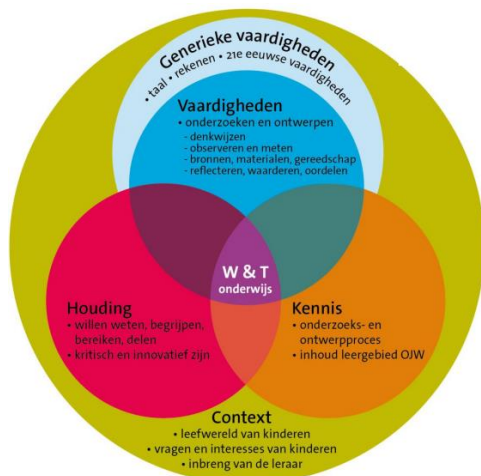 Generieke vaardigheden
• taal • rekenen • 21e eeuwse vaardigheden
Vaardigheden
• onderzoeken en ontwerpen
- denkwijzen
- observeren en meten
- bronnen, materialen, gereedschap
- reflecteren, waarderen, oordelen
W & T
onderwijs
Houding
• willen weten, begrijpen,
bereiken, delen
• kritisch en innovatief zijn
Kennis
• onderzoeks- en
ontwerpproces
• inhoud leergebied OJW
Context
• leefwereld van kinderen
• vragen en interesses van kinderen
• inbreng van de leraar